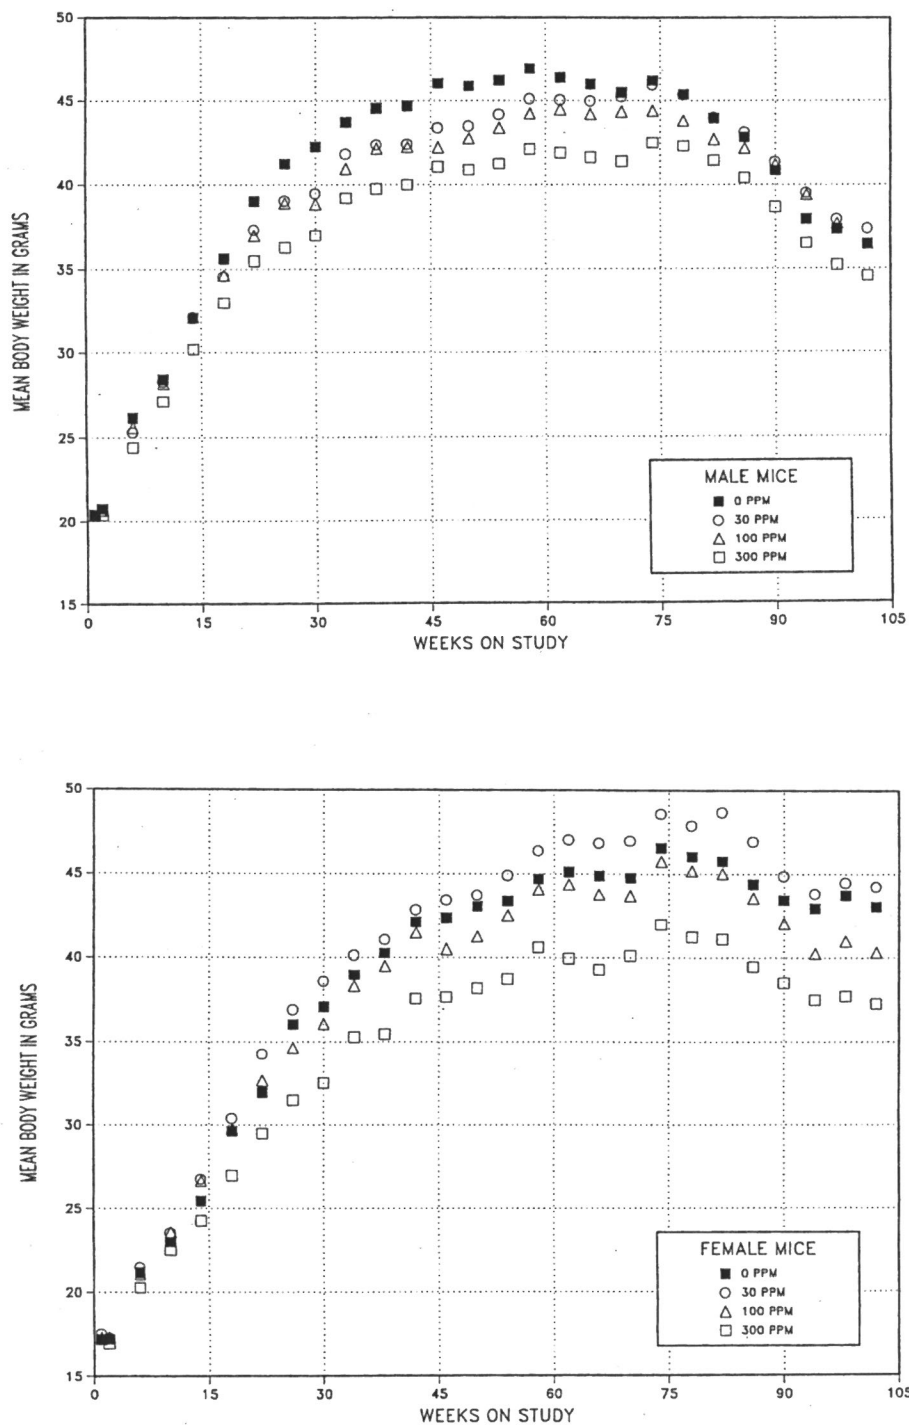 50
45
40
35
30
25
20
15
MEAN BODY WEIGHT IN GRAMS
MALE MICE
0 PPM
30 PPM
100 PPM
300 PPM
0 15 30 45 60 75 90 105
WEEKS ON STUDY
50
45
40
35
30
25
20
15
MEAN BODY WEIGHT IN GRAMS
FEMALE MICE
0 PPM
30 PPM
100 PPM
300 PPM
0 15 30 45 60 75 90 105
WEEKS ON STUDY